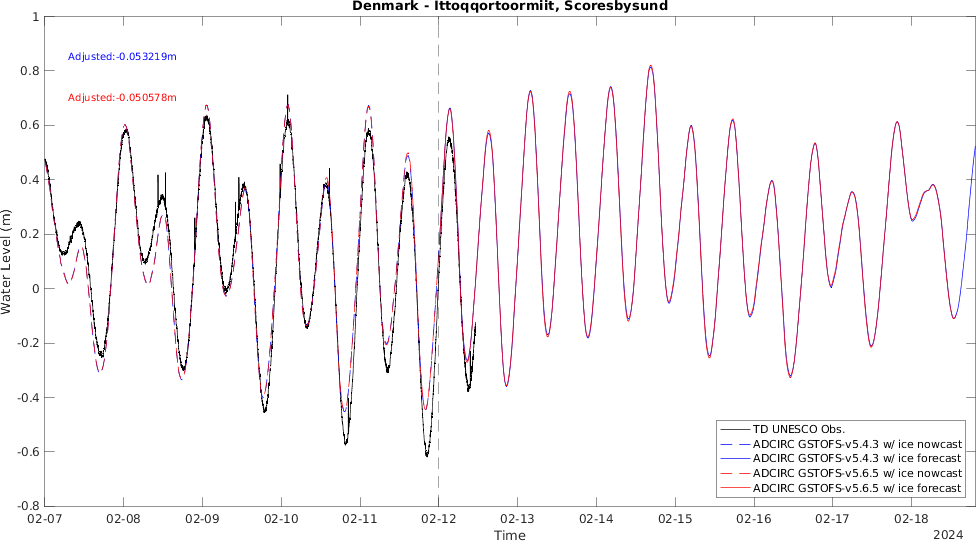 Denmark - Ittoqqortoormiit, Scoresbysund
1
0.8
0.6
0.4
0.2
0
-0.2
-0.4
-0.6
-0.8
Water Level (m)
Adjusted:-0.053219m
Adjusted:-0.050578m
TD UNESCO Obs.
ADCIRC GSTOFS-v5.4.3 w/ ice nowcast
ADCIRC GSTOFS-v5.4.3 w/ ice forecast
ADCIRC GSTOFS-v5.6.5 w/ ice nowcast
ADCIRC GSTOFS-v5.6.5 w/ ice forecast
02-07 02-08 02-09 02-10 02-11 02-12 02-13 02-14 02-15 02-16 02-17 02-18
Time
2024